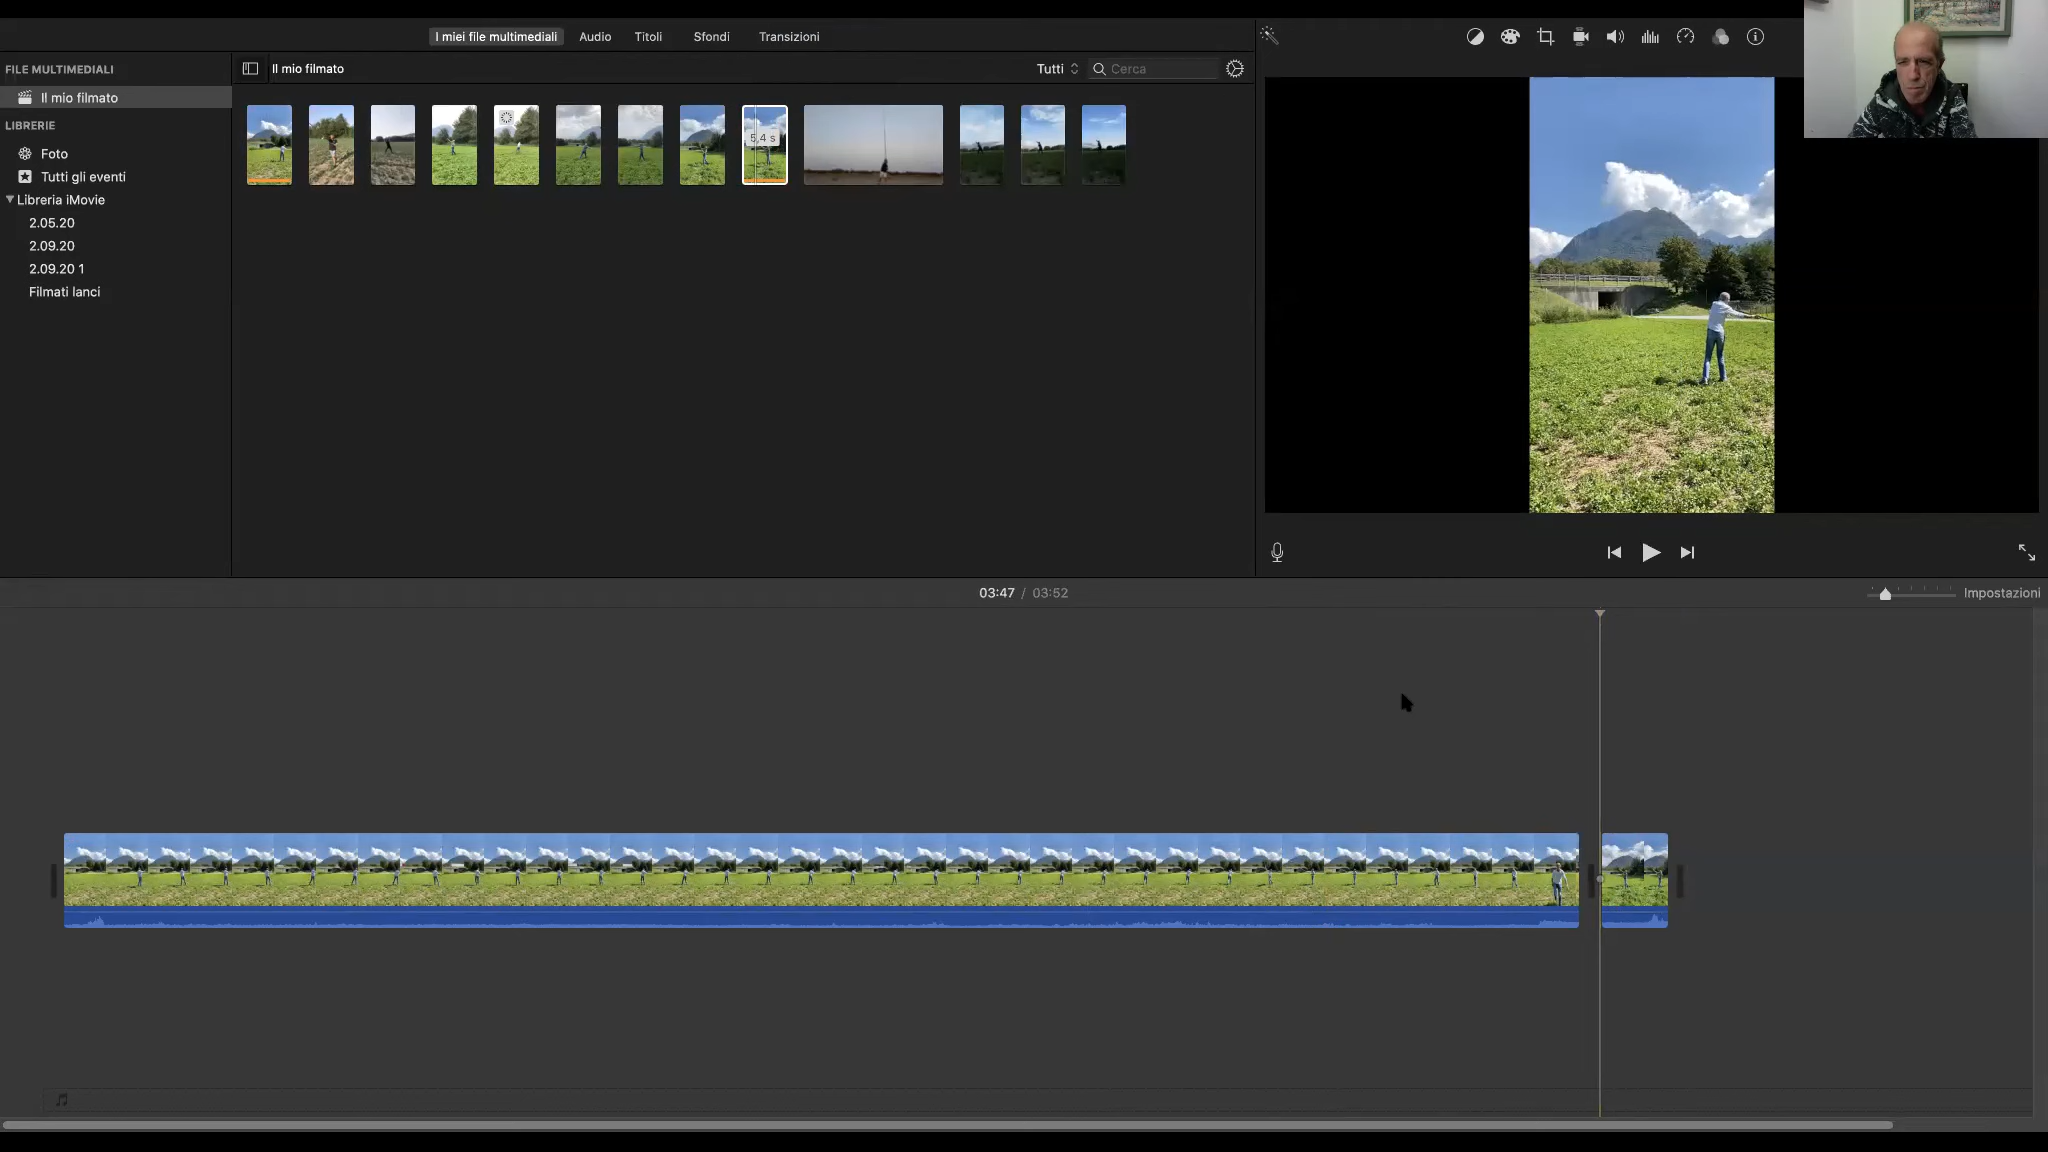 I miei file multimediali
Audio
Titoli
Sfondi
Transizioni
FILE MULTIMEDIALI
Il mio filmato
Tutti
Cerca
Il mio filmato
LIBRERIE
Foto
Tutti gli eventi
Libreria iMovie
2.05.20
2.09.20
2.09.20 1
Filmati lanci
5,4 s
03:47 / 03:52
Impostazioni